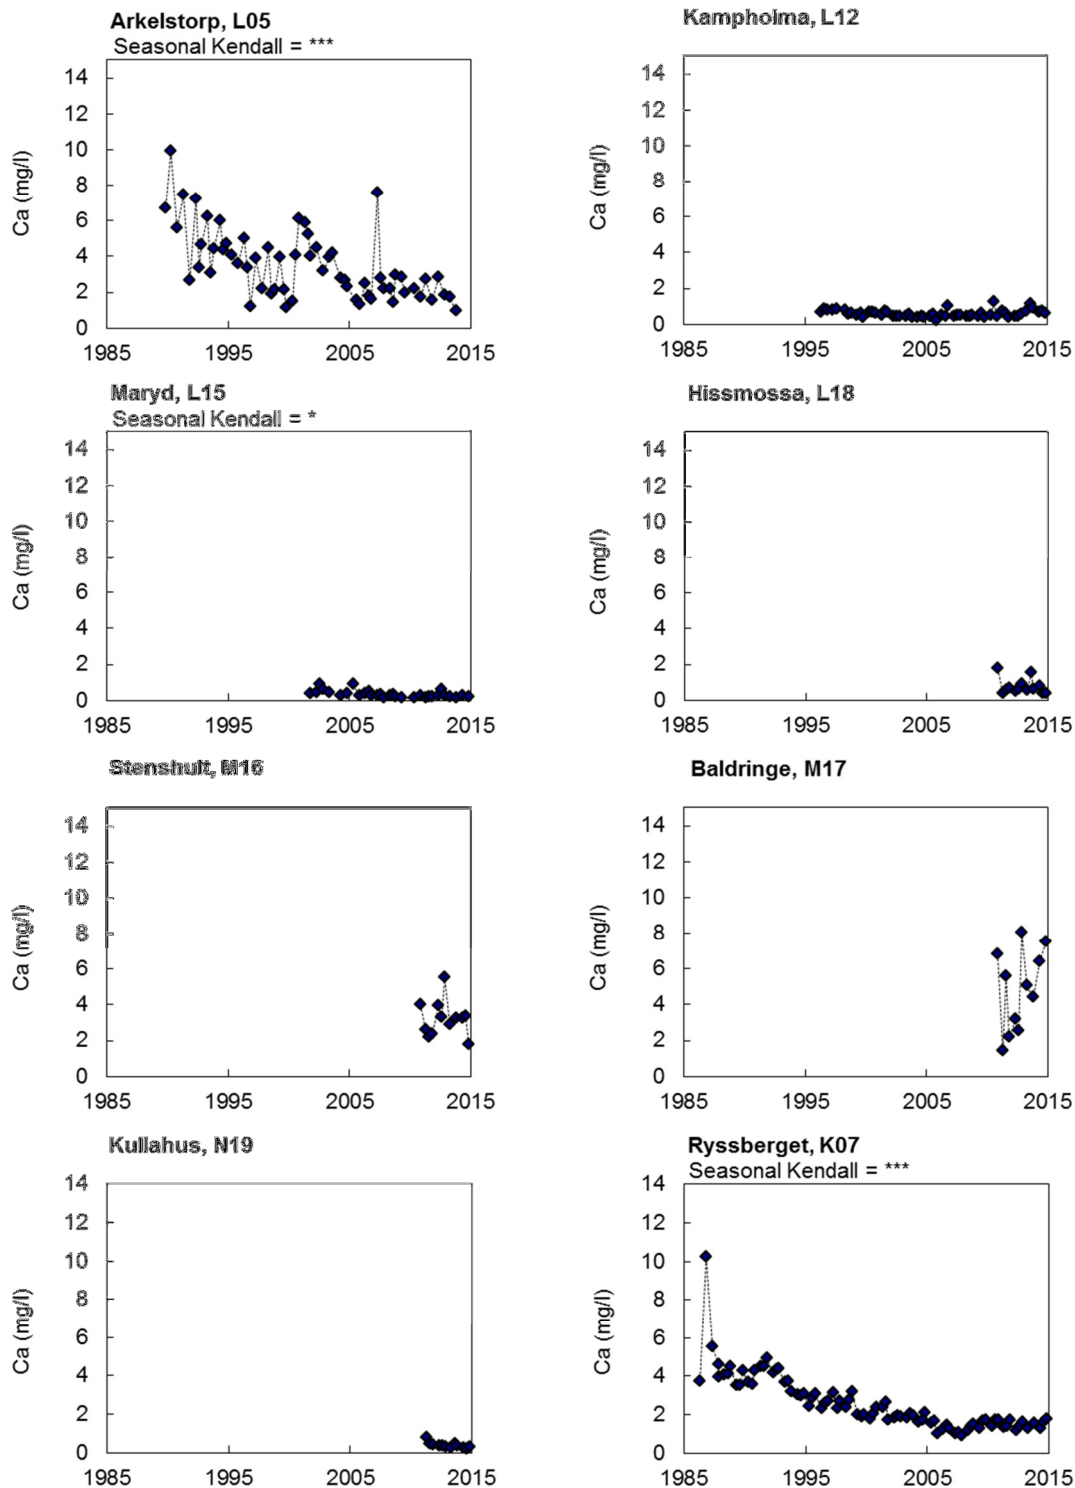 Arkelstorp, L05
Seasonal Kendall = ***
Ca (mg/l)
14
12
10
8
6
4
2
0
1985 1995 2005 2015
Kampholma, L12
Ca (mg/l)
14
12
10
8
6
4
2
0
1985 1995 2005 2015
Maryd, L15
Seasonal Kendall = *
Ca (mg/l)
14
12
10
8
6
4
2
0
1985 1995 2005 2015
Hissmossa, L18
Ca (mg/l)
14
12
10
8
6
4
2
0
1985 1995 2005 2015
Stenshult, M16
Ca (mg/l)
14
12
10
8
6
4
2
0
1985 1995 2005 2015
Baldringe, M17
Ca (mg/l)
14
12
10
8
6
4
2
0
1985 1995 2005 2015
Kullahus, N19
Ca (mg/l)
14
12
10
8
6
4
2
0
1985 1995 2005 2015
Ryssberget, K07
Seasonal Kendall = ***
Ca (mg/l)
14
12
10
8
6
4
2
0
1985 1995 2005 2015